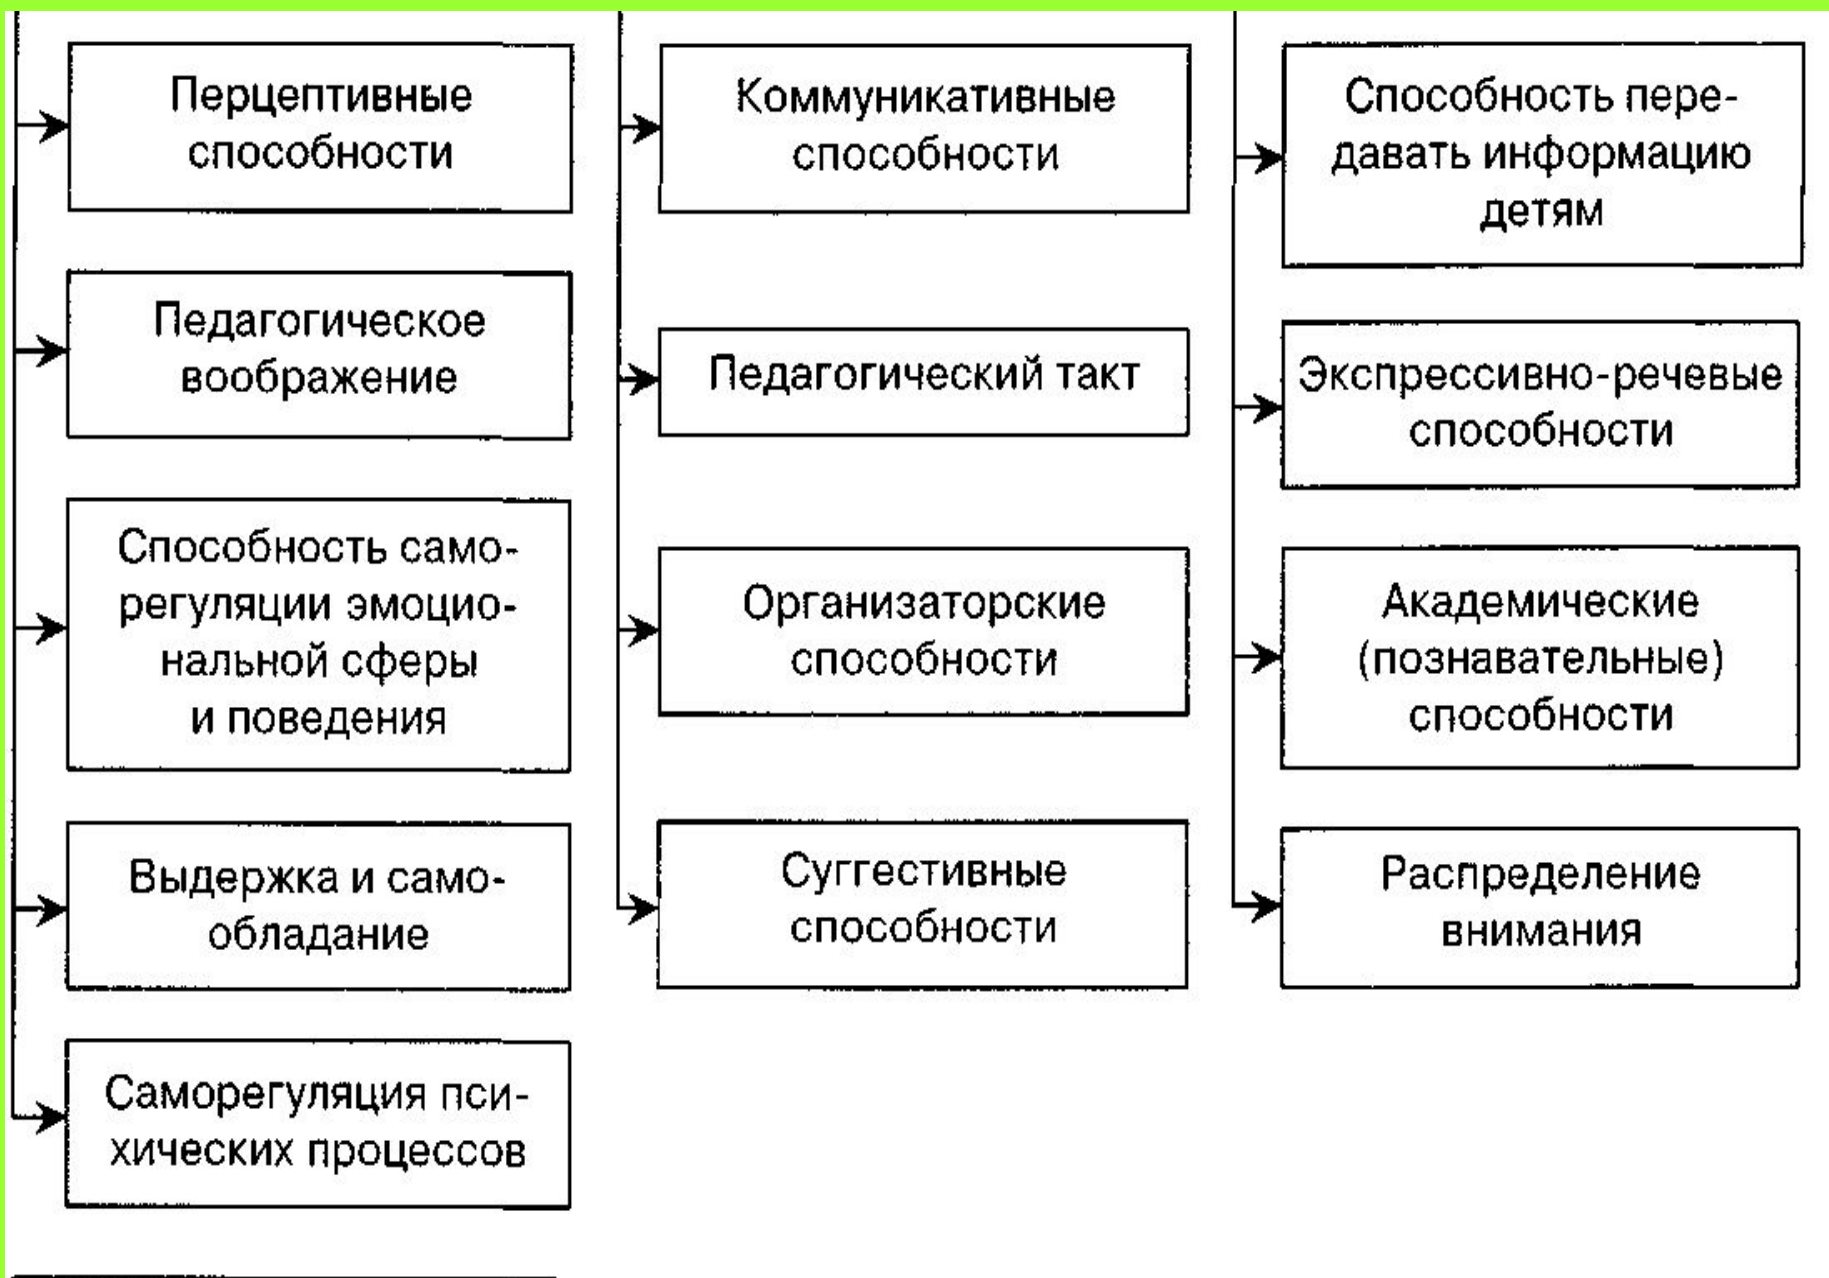 Перцептивные
способности
Педагогическое
воображение
Способность само-
регуляции эмоцио-
нальной сферы
и поведения
Выдержка и само-
обладание
Саморегуляция пси-
хических процессов
Коммуникативные
способности
Педагогический такт
Организаторские
способности
Суггестивные
способности
Способность пере-
давать информацию
детям
Экспрессивно-речевые
способности
Академические
(познавательные)
способности
Распределение
внимания